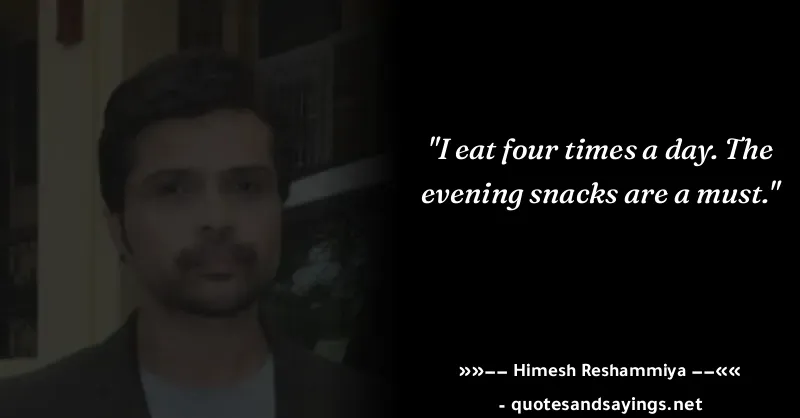 "I eat four times a day. The
evening snacks are a must."
»»–– Himesh Reshammiya ––««
- quotesandsayings.net